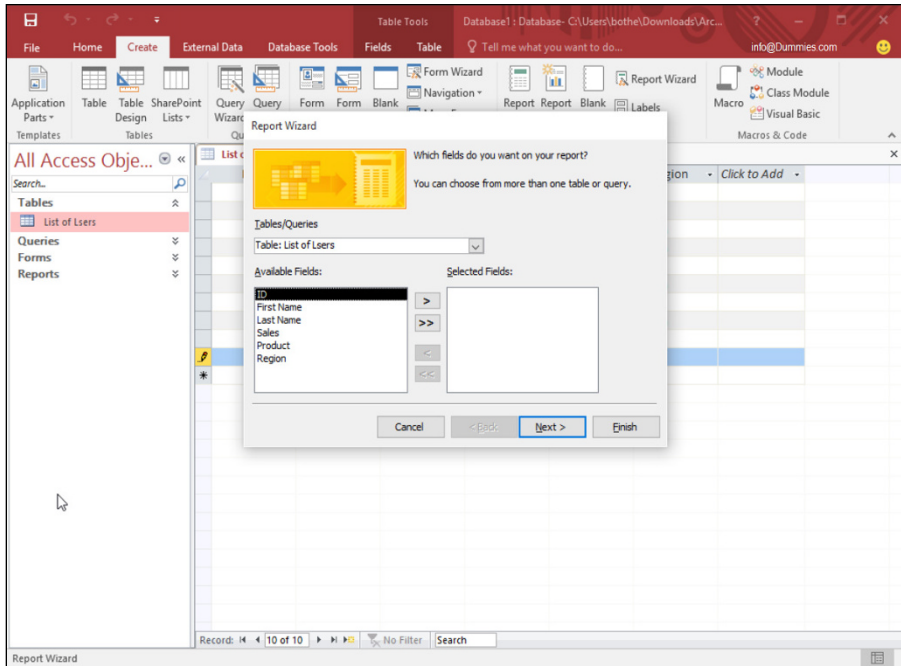 Table Tools Database1 : Database- C:\Users\bothe\Downloads\Arc... ?
File Home Create External Data Database Tools Fields Table Tell me what you want to do... info@Dummies.com
Application Parts
Table
Table Design
SharePoint Lists
Query Wizard
Query
Form
Form
Blank
Form Wizard
Navigation
Report
Report
Blank
Report Wizard
Labels
Macro
Module
Class Module
Visual Basic
Templates Tables Macros & Code
All Access Obje... «
Search...
Tables
List of Lsers
Queries
Forms
Reports
Click to Add
Report Wizard
Which fields do you want on your report?
You can choose from more than one table or query.
Tables/Queries
Table: List of Lsers
Available Fields: Selected Fields:
ID
First Name
Last Name
Sales
Product
Region
>
>>
<
<<
Cancel < Back Next > Finish
Record: 10 of 10 No Filter Search
Report Wizard